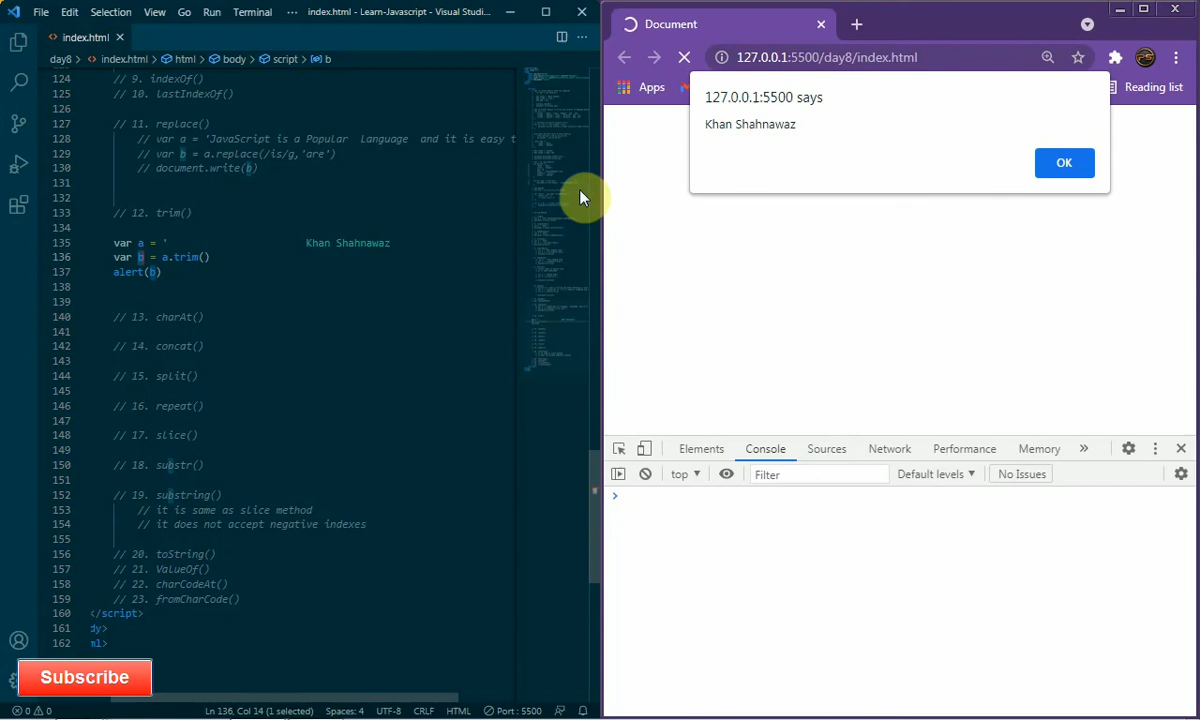 File Edit Selection View Go Run Terminal ··· index.html - Learn-Javascript - Visual Studi...
index.html
day8 > index.html > html > body > script > b
124 // 9. indexOf()
125 // 10. lastIndexOf()
126
127 // 11. replace()
128 // var a = 'JavaScript is a Popular Language and it is easy t
129 // var b = a.replace(/is/g,'are')
130 // document.write(b)
131
132
133 // 12. trim()
134
135 var a = ' Khan Shahnawaz
136 var b = a.trim()
137 alert(b)
138
139
140 // 13. charAt()
141
142 // 14. concat()
143
144 // 15. split()
145
146 // 16. repeat()
147
148 // 17. slice()
149
150 // 18. substr()
151
152 // 19. substring()
153 // it is same as slice method
154 // it does not accept negative indexes
155
156 // 20. toString()
157 // 21. ValueOf()
158 // 22. charCodeAt()
159 // 23. fromCharCode()
160 </script>
161 dy>
162 ml>
Subscribe
0 0 Ln 136, Col 14 (1 selected) Spaces: 4 UTF-8 CRLF HTML Port : 5500
Document
127.0.0.1:5500/day8/index.html
Apps Reading list
127.0.0.1:5500 says
Khan Shahnawaz
OK
Elements Console Sources Network Performance Memory »
top Filter Default levels No Issues